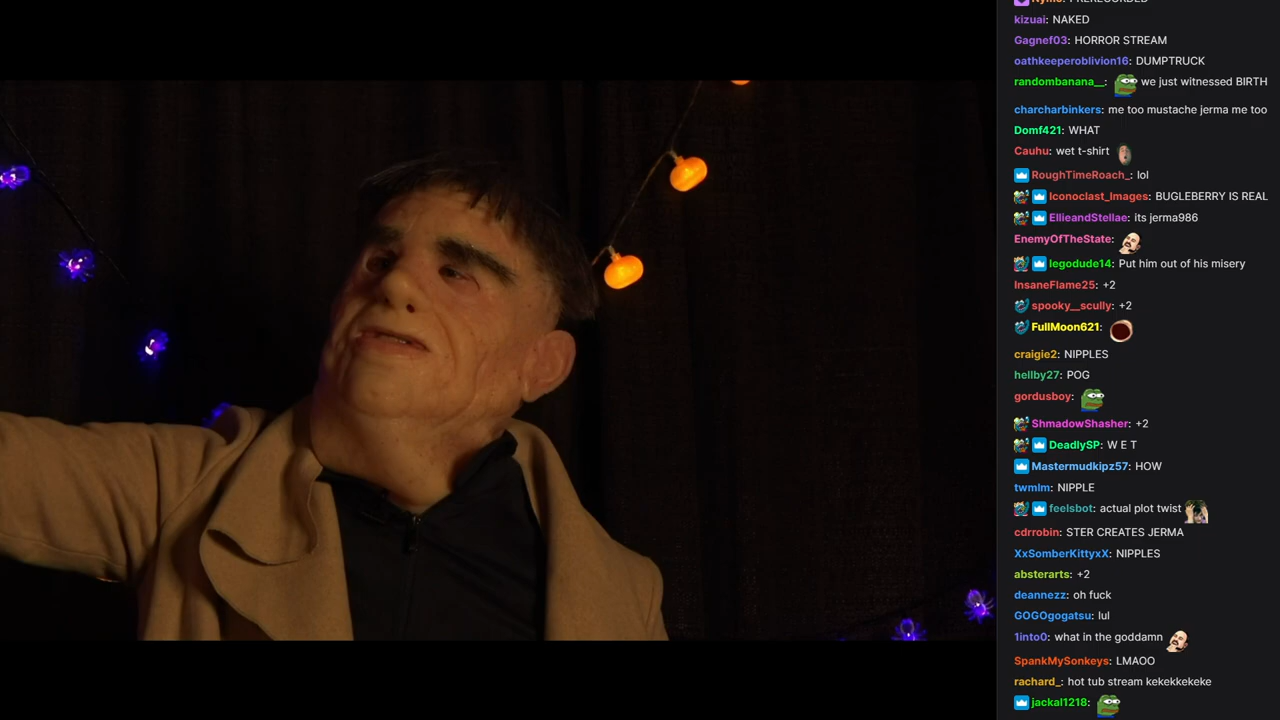 kizuai: NAKED
Gagnef03: HORROR STREAM
oathkeeperoblivion16: DUMPTRUCK
randombanana__: we just witnessed BIRTH
charcharbinkers: me too mustache jerma me too
Domf421: WHAT
Cauhu: wet t-shirt
RoughTimeRoach_: lol
Iconoclast_Images: BUGLEBERRY IS REAL
EllieandStellae: its jerma986
EnemyOfTheState:
legodude14: Put him out of his misery
InsaneFlame25: +2
spooky__scully: +2
FullMoon621:
craigie2: NIPPLES
hellby27: POG
gordusboy:
ShmadowShasher: +2
DeadlySP: W E T
Mastermudkipz57: HOW
twmlm: NIPPLE
feelsbot: actual plot twist
cdrrobin: STER CREATES JERMA
XxSomberKittyxX: NIPPLES
absterarts: +2
deannezz: oh fuck
GOGOgogatsu: lul
1into0: what in the goddamn
SpankMySonkeys: LMAOO
rachard_: hot tub stream kekekkekeke
jackal1218: